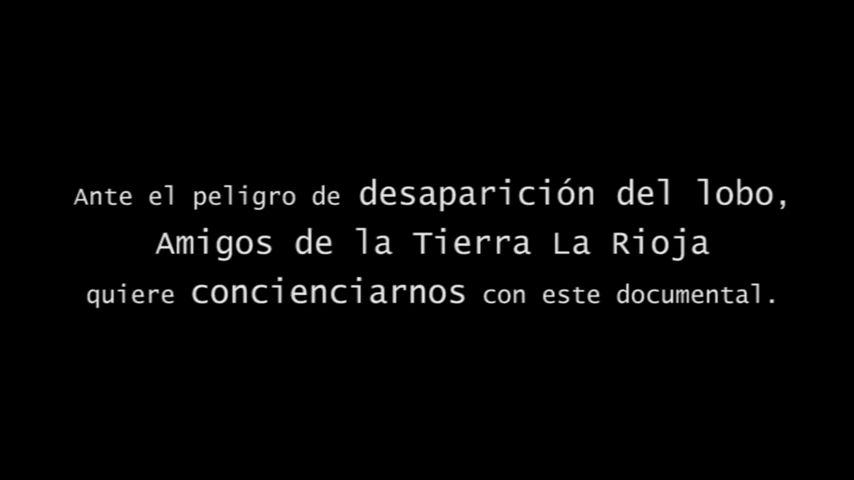 Ante el peligro de desaparición del lobo,
Amigos de la Tierra La Rioja
quiere concienciarnos con este documental.